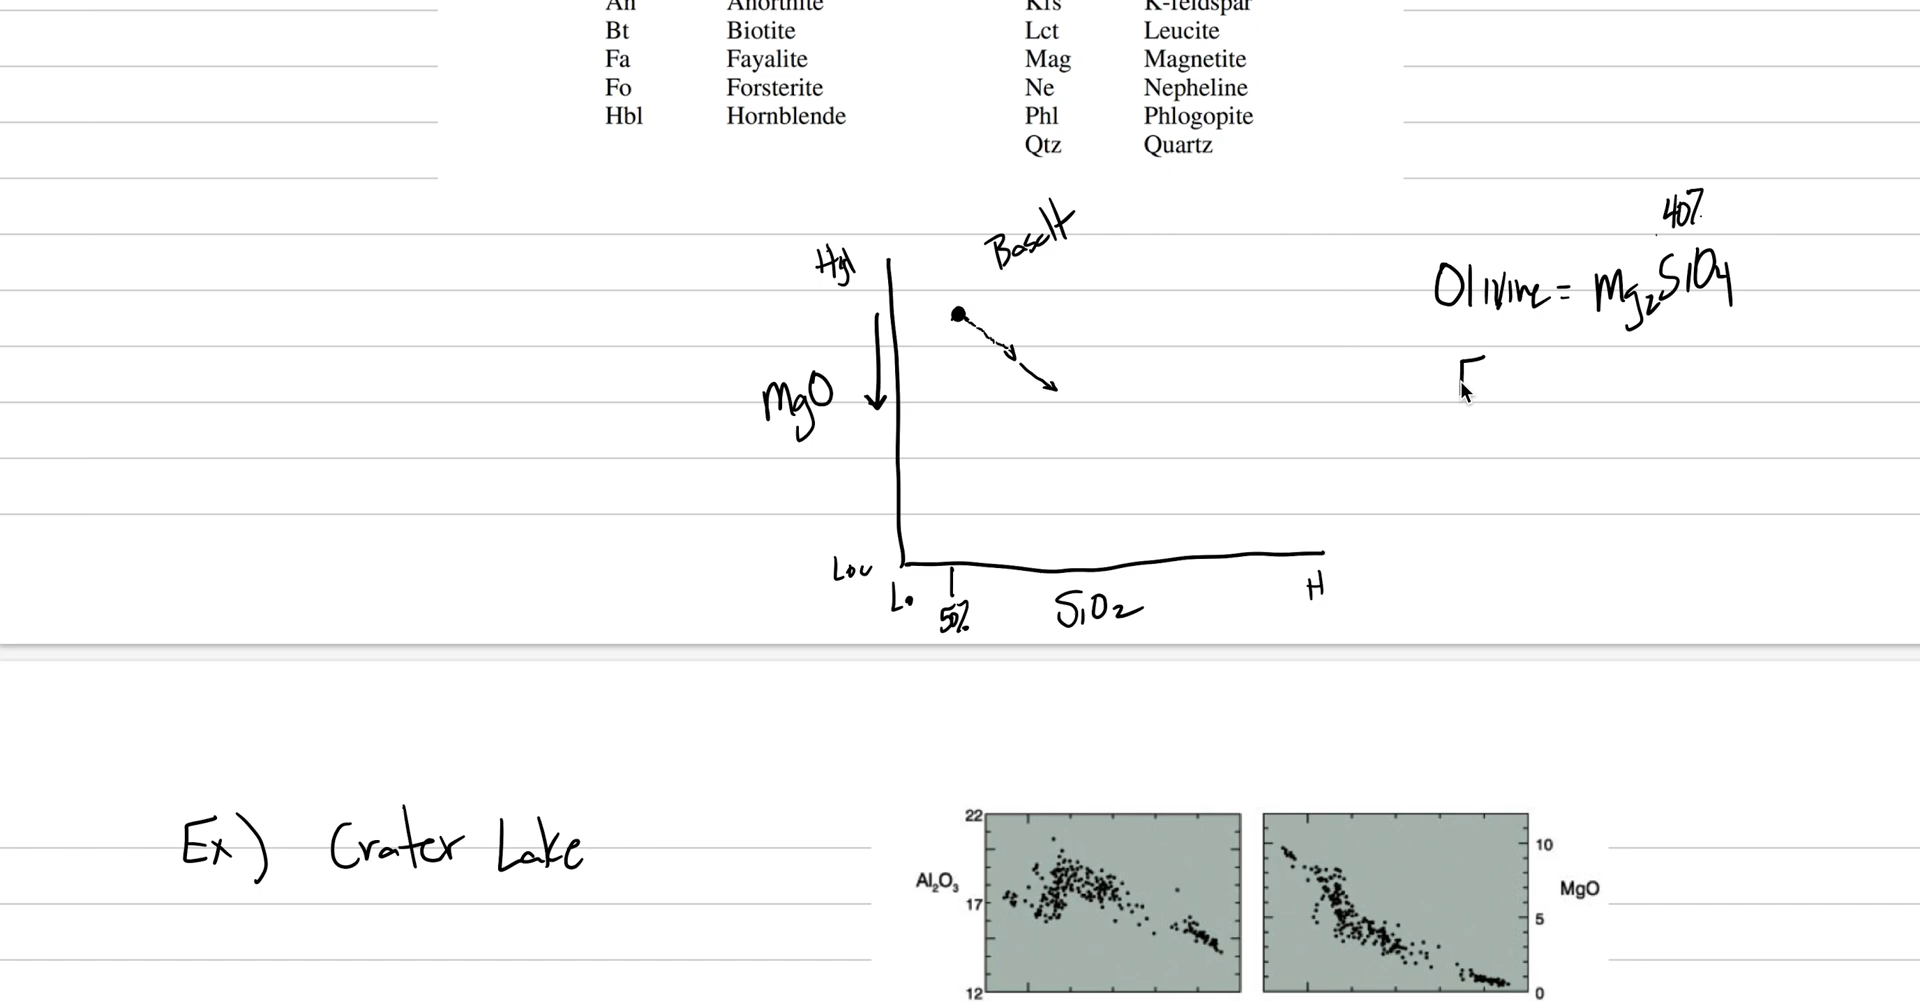 An Anorthite Kfs K-feldspar
Bt Biotite Lct Leucite
Fa Fayalite Mag Magnetite
Fo Forsterite Ne Nepheline
Hbl Hornblende Phl Phlogopite
Qtz Quartz
40%
Basalt
High
Olivine = Mg₂SiO₄
MgO
Low
Lo
50%
SiO₂
H
Ex) Crater Lake
22
Al₂O₃
17
12
10
MgO
5
0